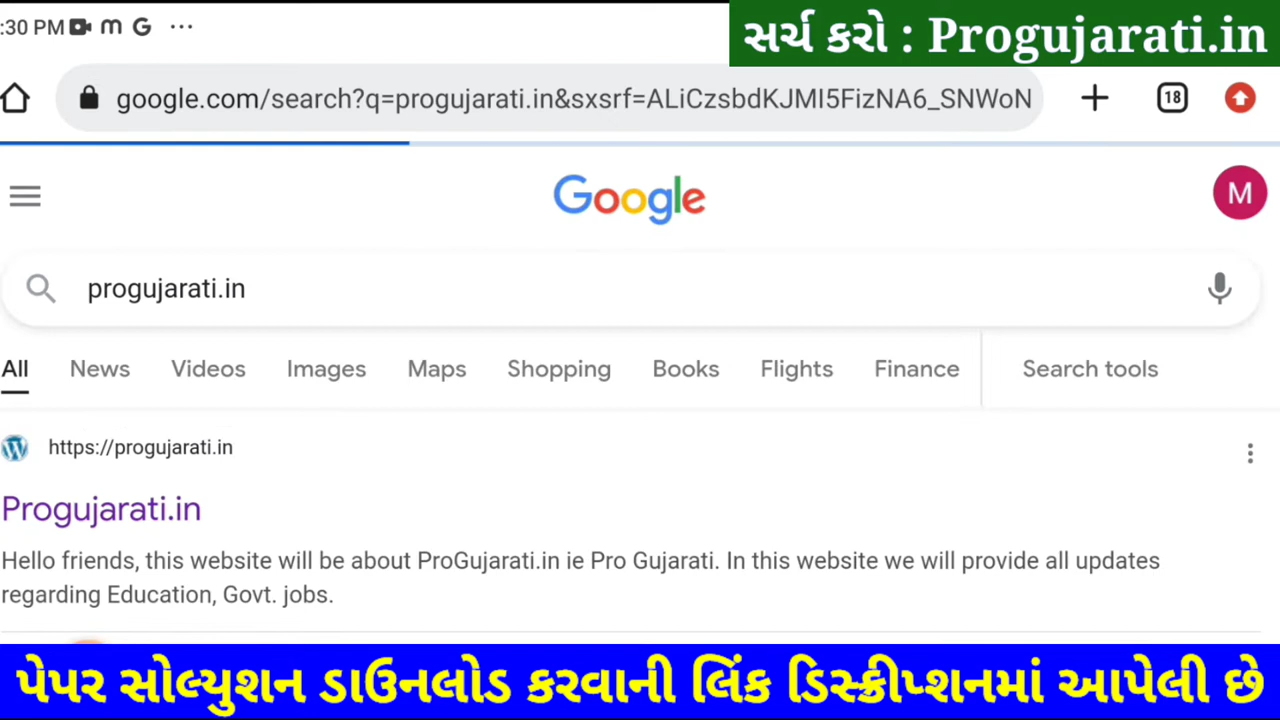 :30 PM m G ...
સર્ચ કરો : Progujarati.in
google.com/search?q=progujarati.in&sxsrf=ALiCzsbdKJMI5FizNA6_SNWoN
18
Google
M
progujarati.in
All News Videos Images Maps Shopping Books Flights Finance Search tools
https://progujarati.in
Progujarati.in
Hello friends, this website will be about ProGujarati.in ie Pro Gujarati. In this website we will provide all updates
regarding Education, Govt. jobs.
પેપર સોલ્યુશન ડાઉનલોડ કરવાની લિંક ડિસ્ક્રીપ્શનમાં આપેલી છે